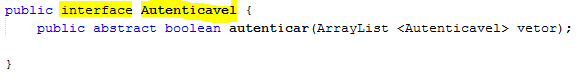 public interface Autenticavel {
public abstract boolean autenticar(ArrayList <Autenticavel> vetor);
}